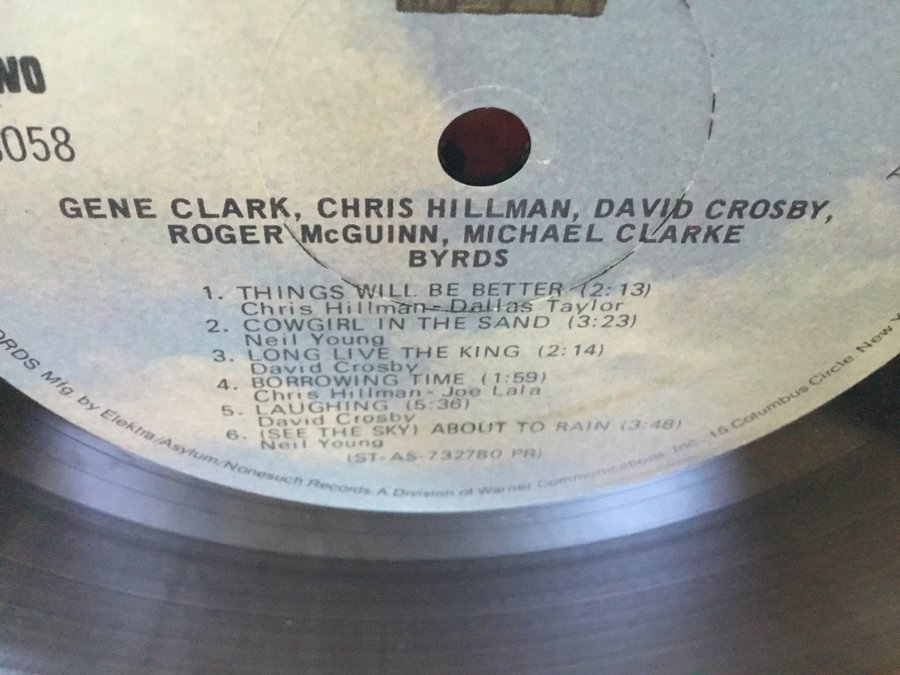 WO
058
GENE CLARK, CHRIS HILLMAN, DAVID CROSBY,
ROGER McGUINN, MICHAEL CLARKE
BYRDS
1. THINGS WILL BE BETTER (2:13)
Chris Hillman-Dallas Taylor
2. COWGIRL IN THE SAND (3:23)
Neil Young
3. LONG LIVE THE KING (2:14)
David Crosby
4. BORROWING TIME (1:59)
Chris Hillman-Joe Lala
5. LAUGHING (5:36)
David Crosby
6. (SEE THE SKY) ABOUT TO RAIN (3:48)
Neil Young
(ST-AS-732780 PR)
ORDS Mfg. by Elektra/Asylum/Nonesuch Records. A Division of Warner Communications Inc. 15 Columbus Circle, New Y